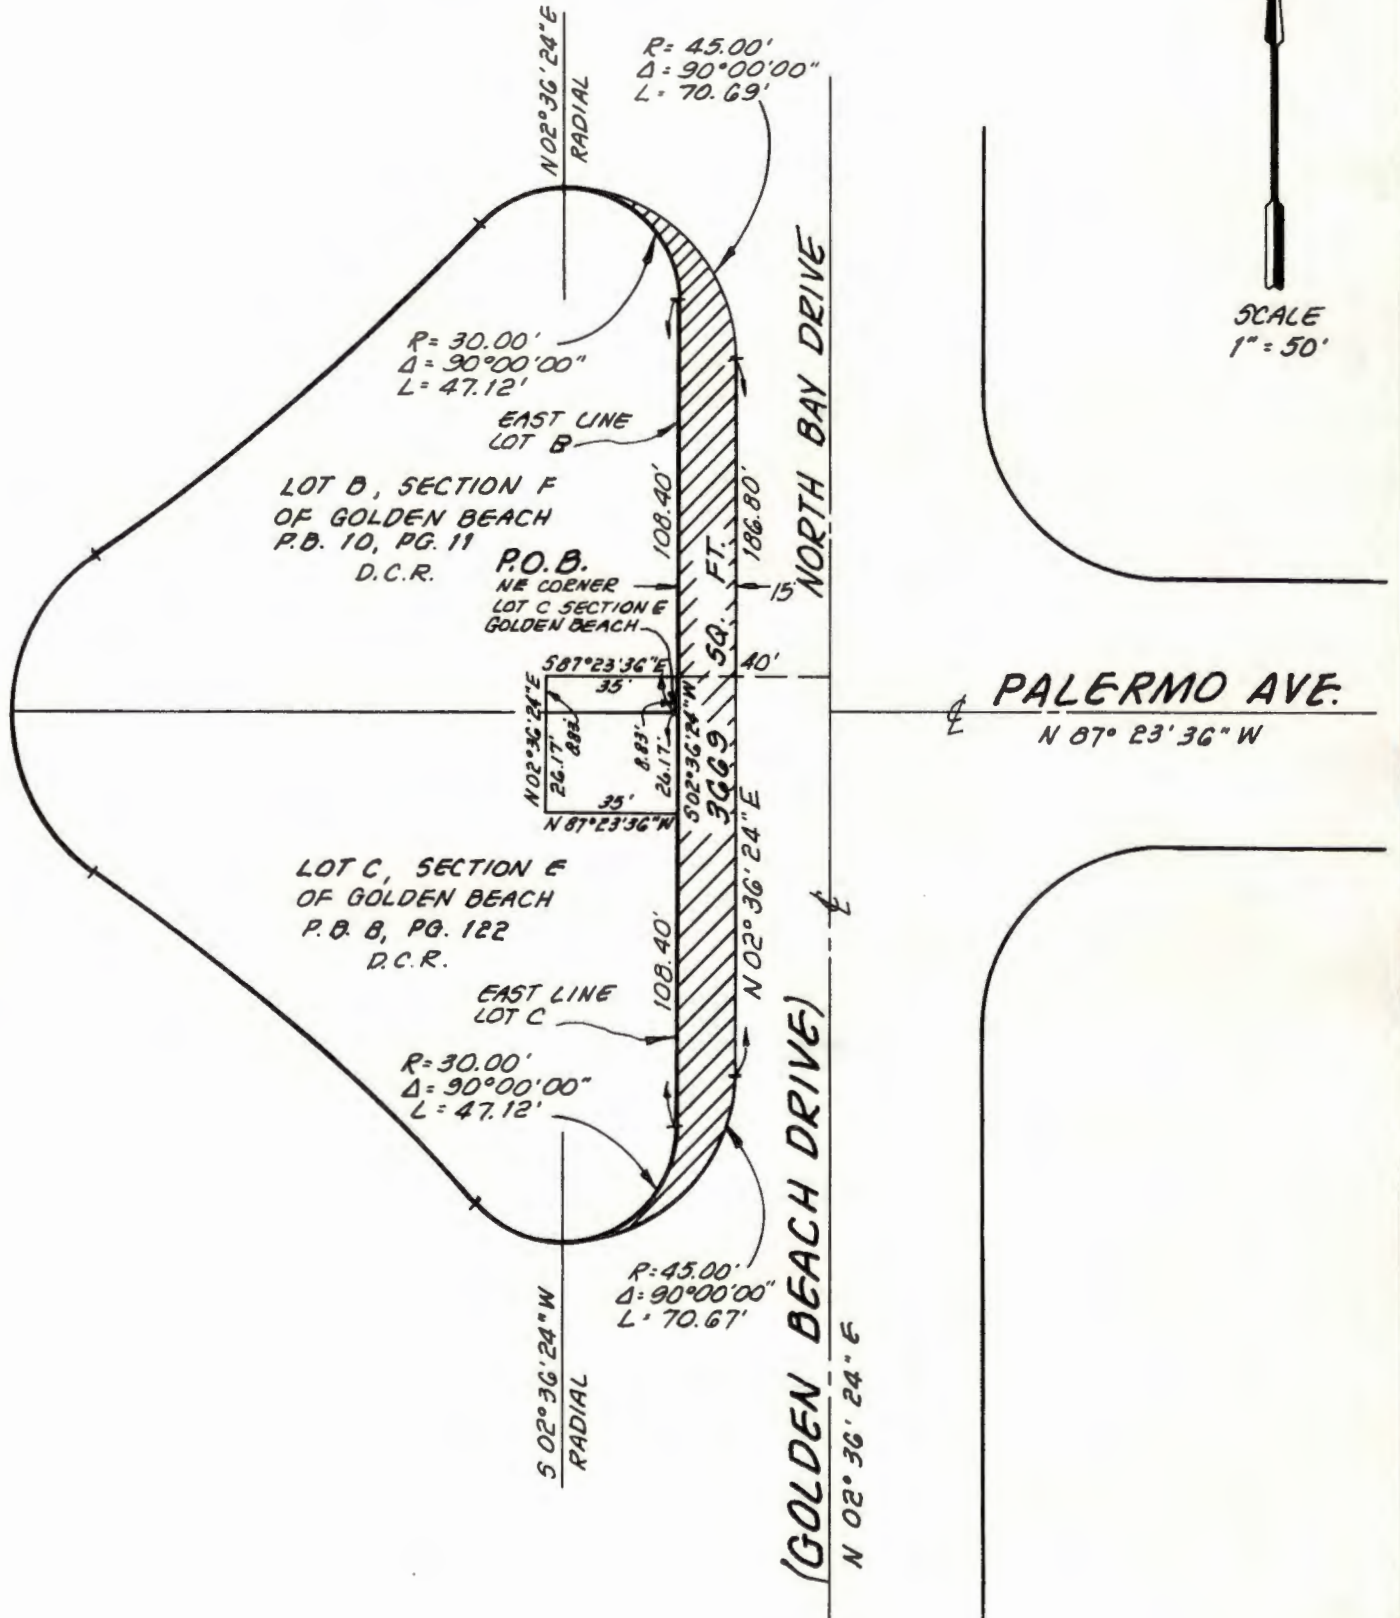 N 02° 36' 24" E
RADIAL
R= 45.00'
Δ= 90°00'00"
L= 70.69'
SCALE
1" = 50'
NORTH BAY DRIVE
R= 30.00'
Δ= 90°00'00"
L= 47.12'
EAST LINE
LOT B
LOT B, SECTION F
OF GOLDEN BEACH
P.B. 10, PG. 11
D.C.R.
108.40'
186.80'
P.O.B.
NE CORNER
LOT C SECTION E
GOLDEN BEACH
15'
40'
S 87° 23' 36" E
35'
N 02° 36' 24" E
26.17'
8.83'
8.83'
26.17'
35'
N 87° 23' 36" W
S 02° 36' 24" W
3669 SQ. FT.
PALERMO AVE.
N 87° 23' 36" W
N 02° 36' 24" E
LOT C, SECTION E
OF GOLDEN BEACH
P.B. 8, PG. 122
D.C.R.
108.40'
EAST LINE
LOT C
R= 30.00'
Δ= 90°00'00"
L= 47.12'
R= 45.00'
Δ= 90°00'00"
L= 70.67'
S 02° 36' 24" W
RADIAL
(GOLDEN BEACH DRIVE)
N 02° 36' 24" E